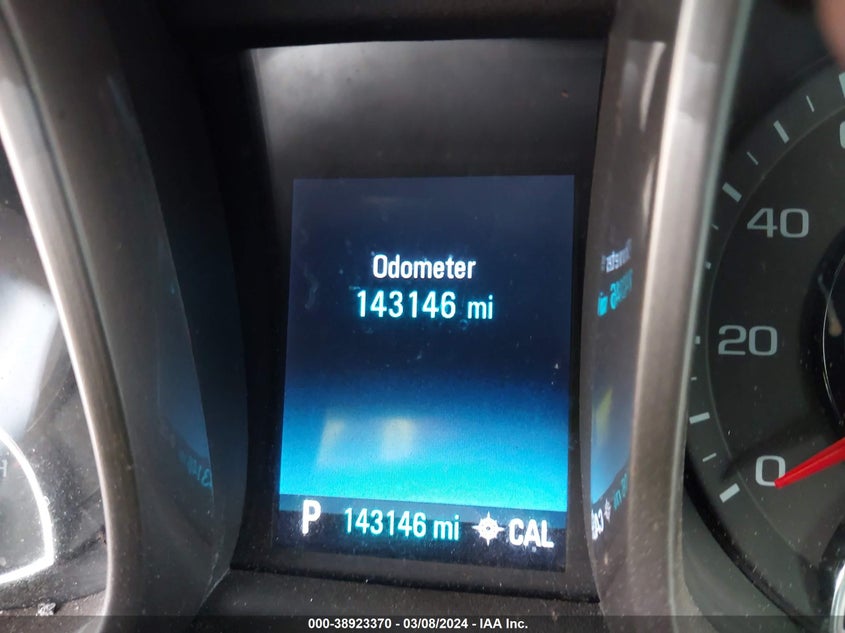 Odometer
143146 mi
P 143146 mi CAL
40
20
0
000-38923370 - 03/08/2024 - IAA Inc.